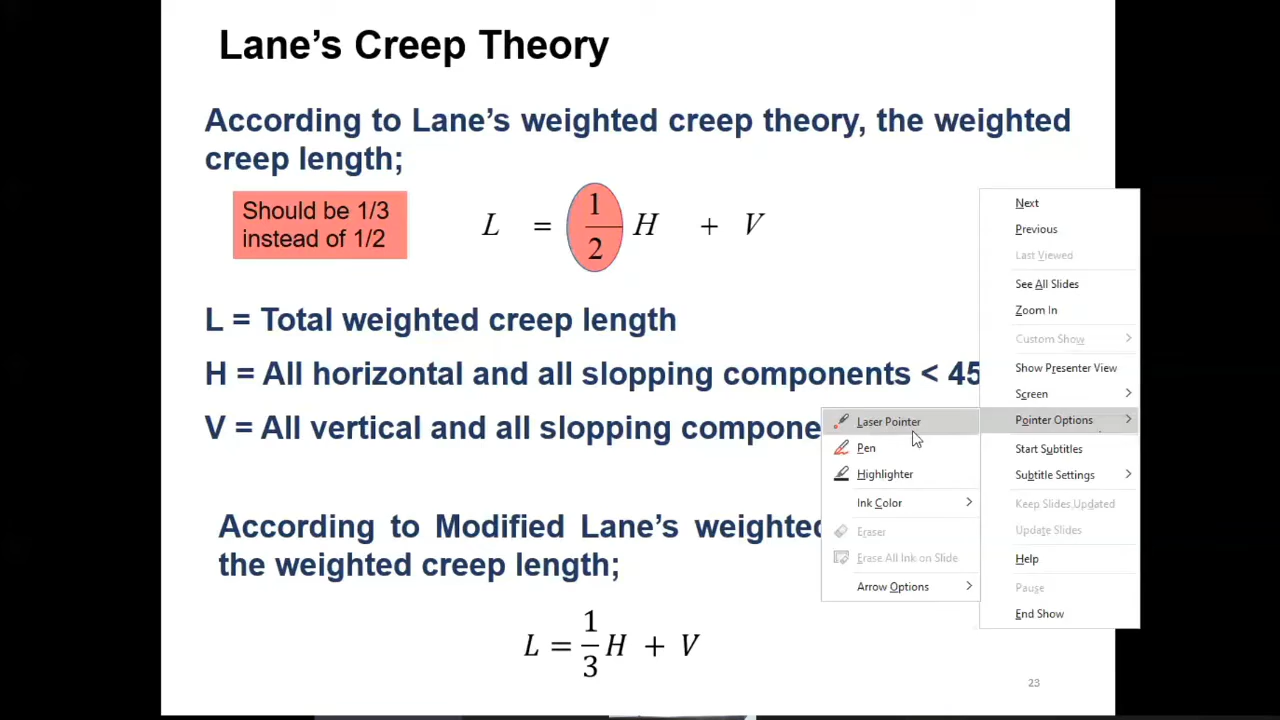 Lane's Creep Theory
According to Lane's weighted creep theory, the weighted
creep length;
Should be 1/3
instead of 1/2
L = 1/2 H + V
L = Total weighted creep length
H = All horizontal and all slopping components < 45
V = All vertical and all slopping compone
According to Modified Lane's weighted
the weighted creep length;
L = 1/3 H + V
23
Next
Previous
Last Viewed
See All Slides
Zoom In
Custom Show
Show Presenter View
Screen
Pointer Options
Start Subtitles
Subtitle Settings
Keep Slides Updated
Update Slides
Help
Pause
End Show
Laser Pointer
Pen
Highlighter
Ink Color
Eraser
Erase All Ink on Slide
Arrow Options